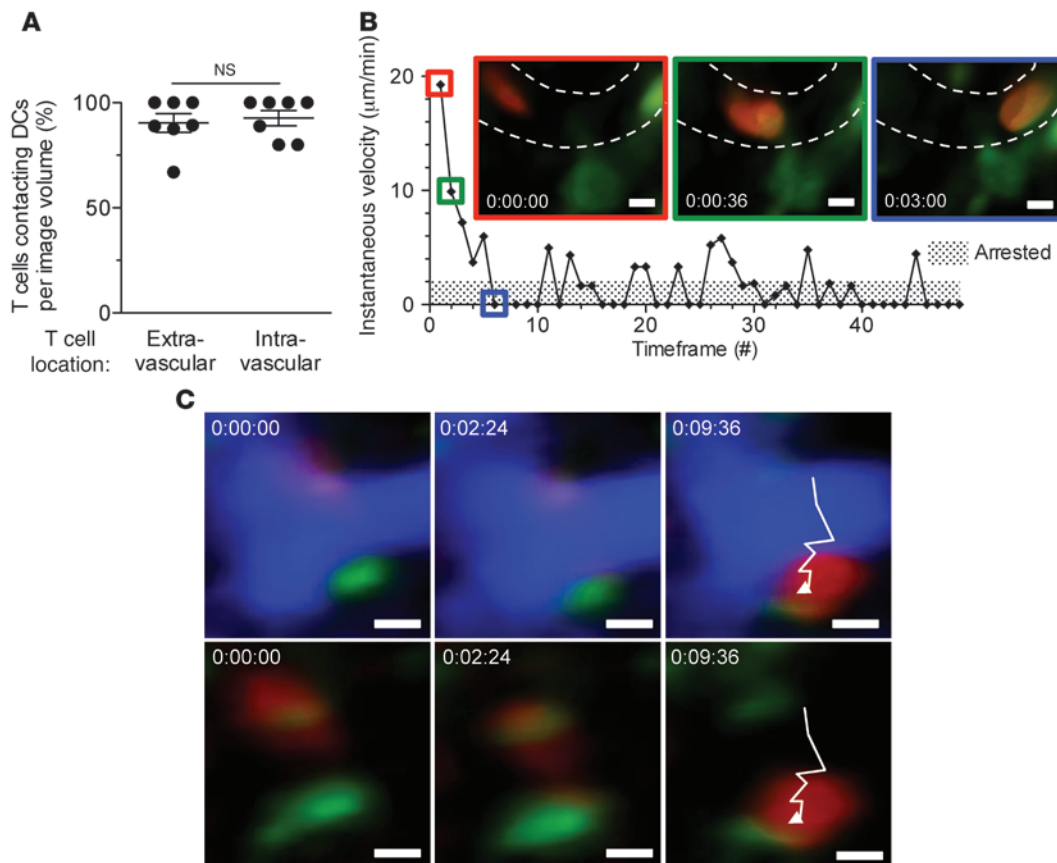 A
NS
T cells contacting DCs
per image volume (%)
100
50
0
T cell
location:
Extra-
vascular
Intra-
vascular
B
Instantaneous velocity (μm/min)
20
10
0
0:00:00
0:00:36
0:03:00
Arrested
0
10
20
30
40
Timeframe (#)
C
0:00:00
0:02:24
0:09:36
0:00:00
0:02:24
0:09:36